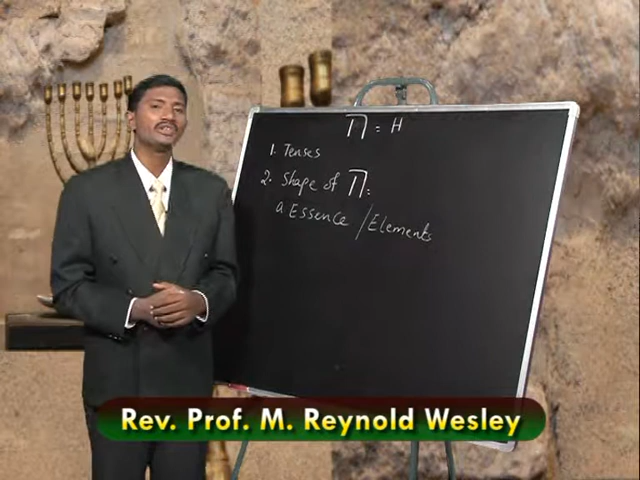 ה = H
1. Tenses
2. Shape of ה:
a Essence / Elements
Rev. Prof. M. Reynold Wesley